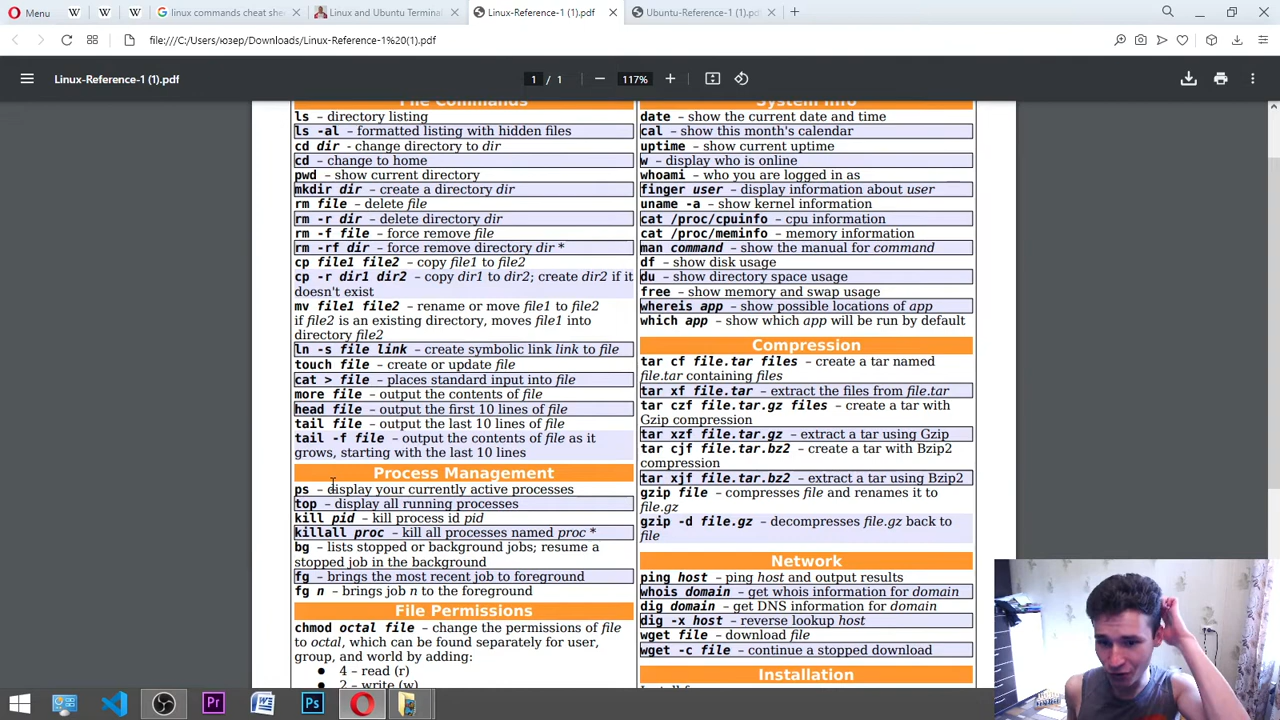 Menu
W
W
W
linux commands cheat shee
Linux and Ubuntu Terminal
Linux-Reference-1 (1).pdf
Ubuntu-Reference-1 (1).pd
file:///C:/Users/юзер/Downloads/Linux-Reference-1%20(1).pdf
Linux-Reference-1 (1).pdf
1 / 1
117%
File Commands
ls – directory listing
ls -al – formatted listing with hidden files
cd dir - change directory to dir
cd – change to home
pwd – show current directory
mkdir dir – create a directory dir
rm file – delete file
rm -r dir – delete directory dir
rm -f file – force remove file
rm -rf dir – force remove directory dir *
cp file1 file2 – copy file1 to file2
cp -r dir1 dir2 – copy dir1 to dir2; create dir2 if it
doesn't exist
mv file1 file2 – rename or move file1 to file2
if file2 is an existing directory, moves file1 into
directory file2
ln -s file link – create symbolic link link to file
touch file – create or update file
cat > file – places standard input into file
more file – output the contents of file
head file – output the first 10 lines of file
tail file – output the last 10 lines of file
tail -f file – output the contents of file as it
grows, starting with the last 10 lines
Process Management
ps – display your currently active processes
top – display all running processes
kill pid – kill process id pid
killall proc – kill all processes named proc *
bg – lists stopped or background jobs; resume a
stopped job in the background
fg – brings the most recent job to foreground
fg n – brings job n to the foreground
File Permissions
chmod octal file – change the permissions of file
to octal, which can be found separately for user,
group, and world by adding:
● 4 – read (r)
● 2 – write (w)
System Info
date – show the current date and time
cal – show this month's calendar
uptime – show current uptime
w – display who is online
whoami – who you are logged in as
finger user – display information about user
uname -a – show kernel information
cat /proc/cpuinfo – cpu information
cat /proc/meminfo – memory information
man command – show the manual for command
df – show disk usage
du – show directory space usage
free – show memory and swap usage
whereis app – show possible locations of app
which app – show which app will be run by default
Compression
tar cf file.tar files – create a tar named
file.tar containing files
tar xf file.tar – extract the files from file.tar
tar czf file.tar.gz files – create a tar with
Gzip compression
tar xzf file.tar.gz – extract a tar using Gzip
tar cjf file.tar.bz2 – create a tar with Bzip2
compression
tar xjf file.tar.bz2 – extract a tar using Bzip2
gzip file – compresses file and renames it to
file.gz
gzip -d file.gz – decompresses file.gz back to
file
Network
ping host – ping host and output results
whois domain – get whois information for domain
dig domain – get DNS information for domain
dig -x host – reverse lookup host
wget file – download file
wget -c file – continue a stopped download
Installation
Pr
W
Ps